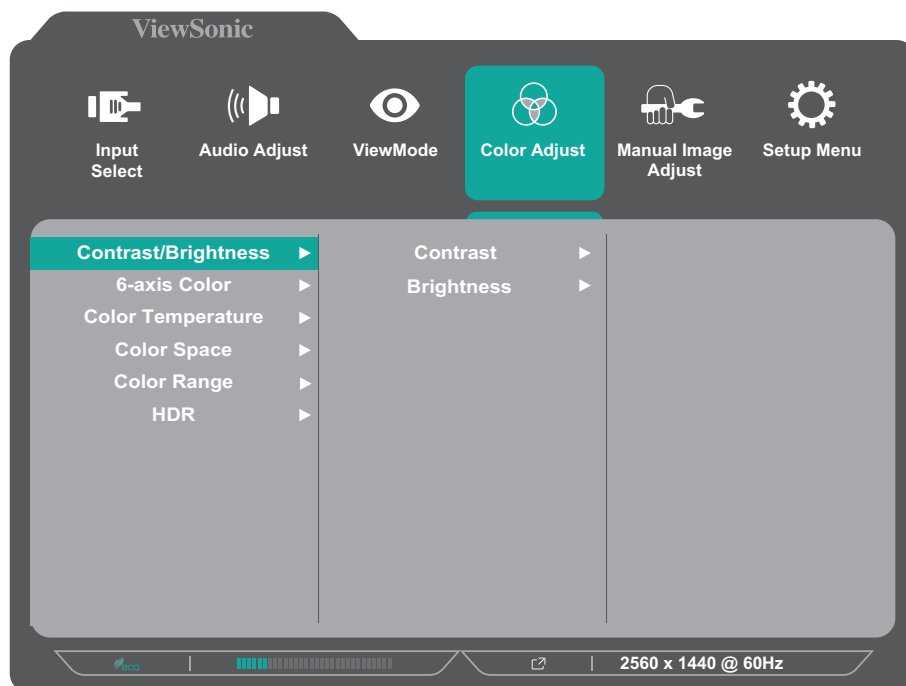 ViewSonic
Input
Select
Audio Adjust
ViewMode
Color Adjust
Manual Image
Adjust
Setup Menu
Contrast/Brightness
6-axis Color
Color Temperature
Color Space
Color Range
HDR
Contrast
Brightness
eco
2560 x 1440 @ 60Hz